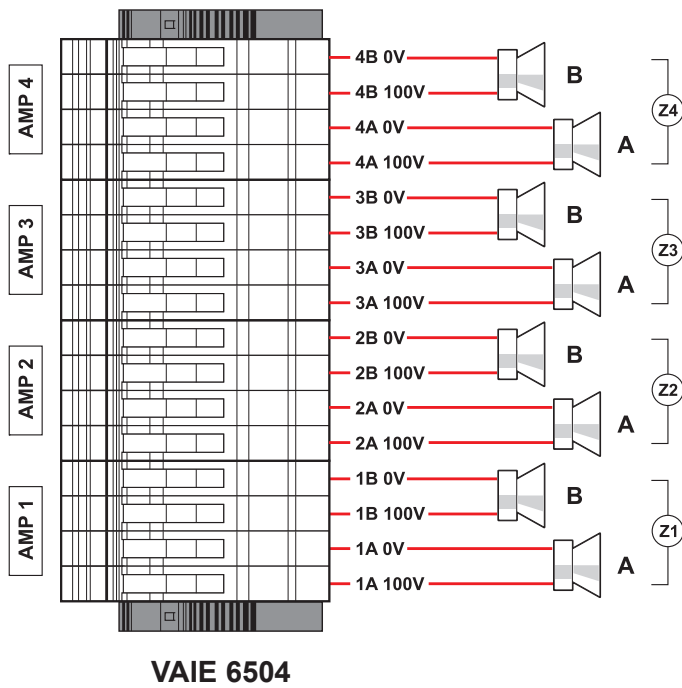 AMP 4
4B 0V
4B 100V
B
4A 0V
4A 100V
A
Z4
AMP 3
3B 0V
3B 100V
B
3A 0V
3A 100V
A
Z3
AMP 2
2B 0V
2B 100V
B
2A 0V
2A 100V
A
Z2
AMP 1
1B 0V
1B 100V
B
1A 0V
1A 100V
A
Z1
VAIE 6504